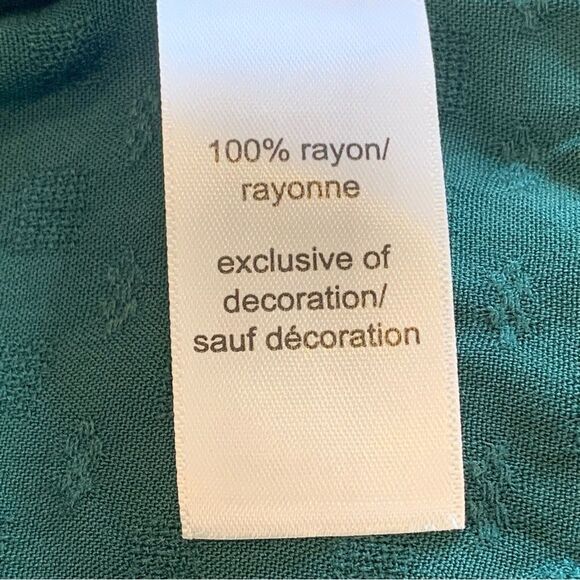 100% rayon/
rayonne
exclusive of
decoration/
sauf décoration